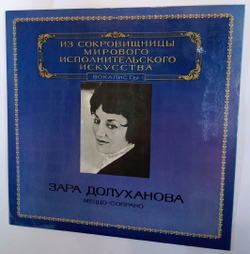 ИЗ СОКРОВИЩНИЦЫ
МИРОВОГО
ИСПОЛНИТЕЛЬСКОГО
ИСКУССТВА
ВОКАЛИСТЫ
ЗАРА ДОЛУХАНОВА
МЕЦЦО-СОПРАНО